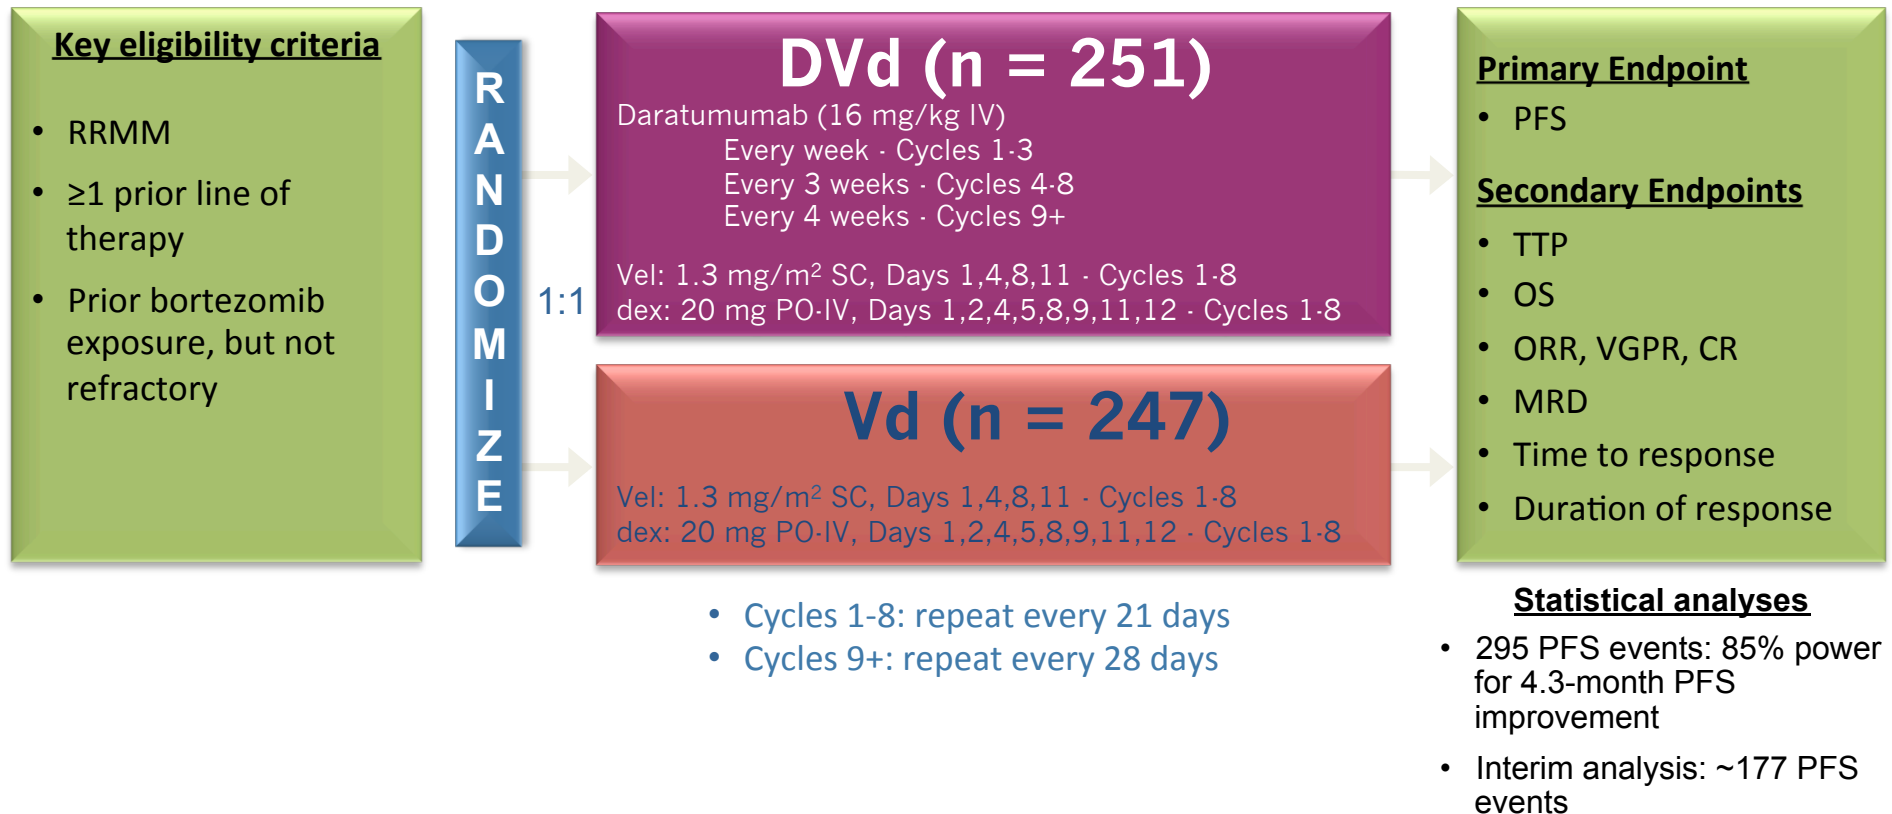 Key eligibility criteria
• RRMM
• ≥1 prior line of
therapy
• Prior bortezomib
exposure, but not
refractory
R
A
N
D
O
M
I
Z
E
1:1
DVd (n = 251)
Daratumumab (16 mg/kg IV)
Every week - Cycles 1-3
Every 3 weeks - Cycles 4-8
Every 4 weeks - Cycles 9+
Vel: 1.3 mg/m² SC, Days 1,4,8,11 - Cycles 1-8
dex: 20 mg PO-IV, Days 1,2,4,5,8,9,11,12 - Cycles 1-8
Vd (n = 247)
Vel: 1.3 mg/m² SC, Days 1,4,8,11 - Cycles 1-8
dex: 20 mg PO-IV, Days 1,2,4,5,8,9,11,12 - Cycles 1-8
• Cycles 1-8: repeat every 21 days
• Cycles 9+: repeat every 28 days
Primary Endpoint
• PFS
Secondary Endpoints
• TTP
• OS
• ORR, VGPR, CR
• MRD
• Time to response
• Duration of response
Statistical analyses
• 295 PFS events: 85% power
for 4.3-month PFS
improvement
• Interim analysis: ~177 PFS
events